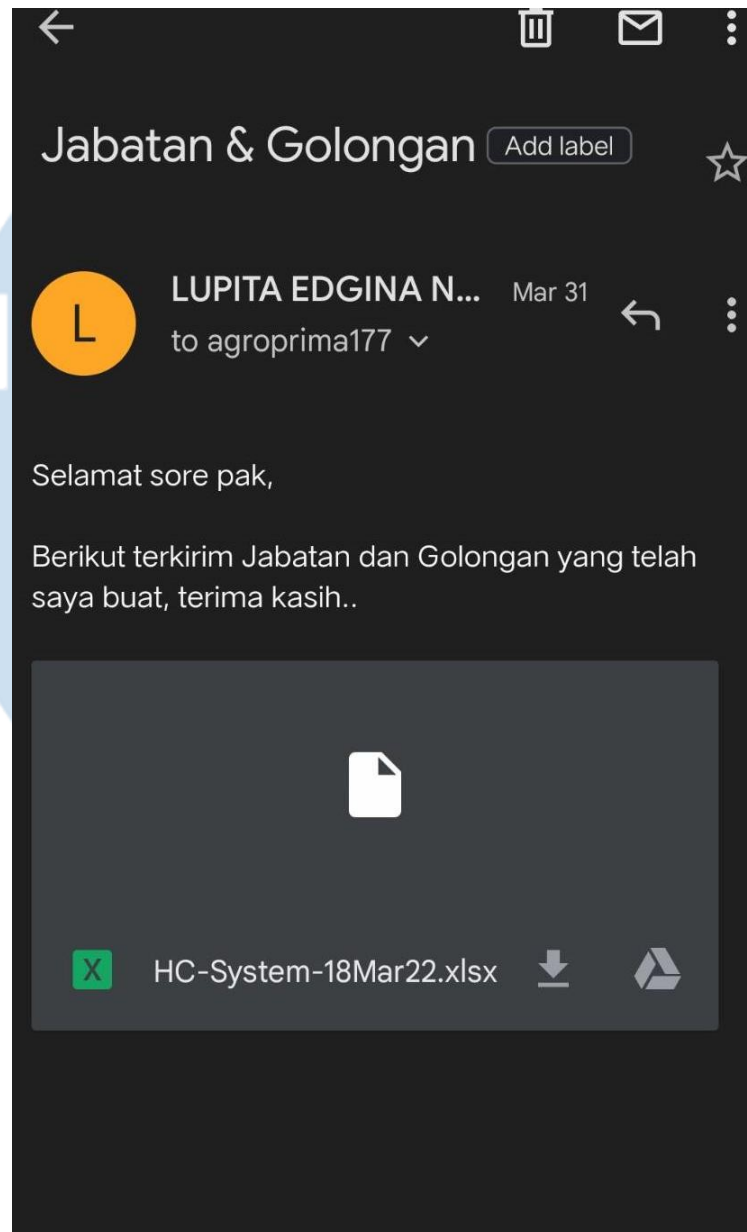 Jabatan & Golongan Add label
LUPITA EDGINA N... Mar 31
L
to agroprima177
Selamat sore pak,
Berikut terkirim Jabatan dan Golongan yang telah
saya buat, terima kasih..
X HC-System-18Mar22.xlsx